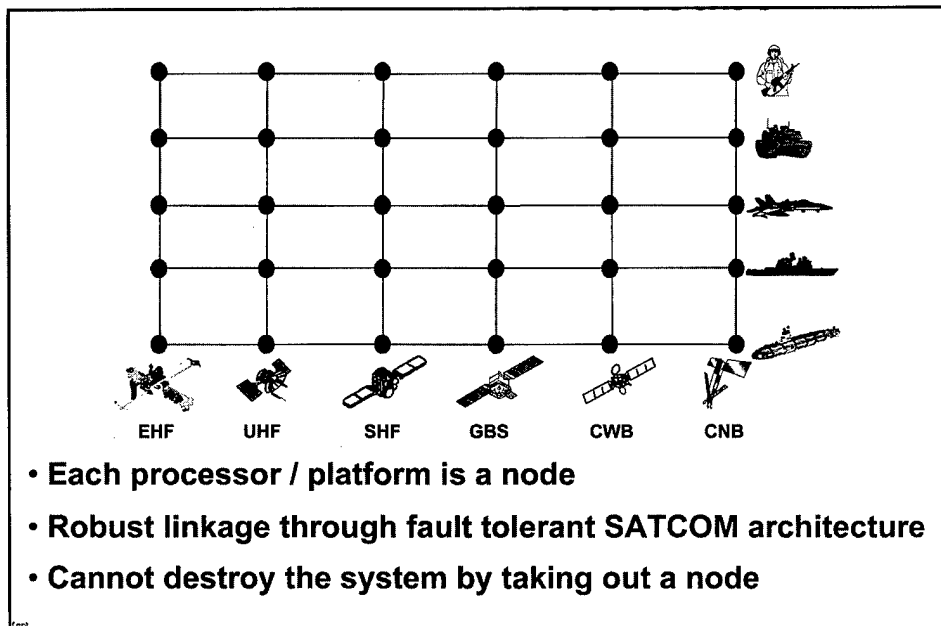 EHF UHF SHF GBS CWB CNB
• Each processor / platform is a node
• Robust linkage through fault tolerant SATCOM architecture
• Cannot destroy the system by taking out a node